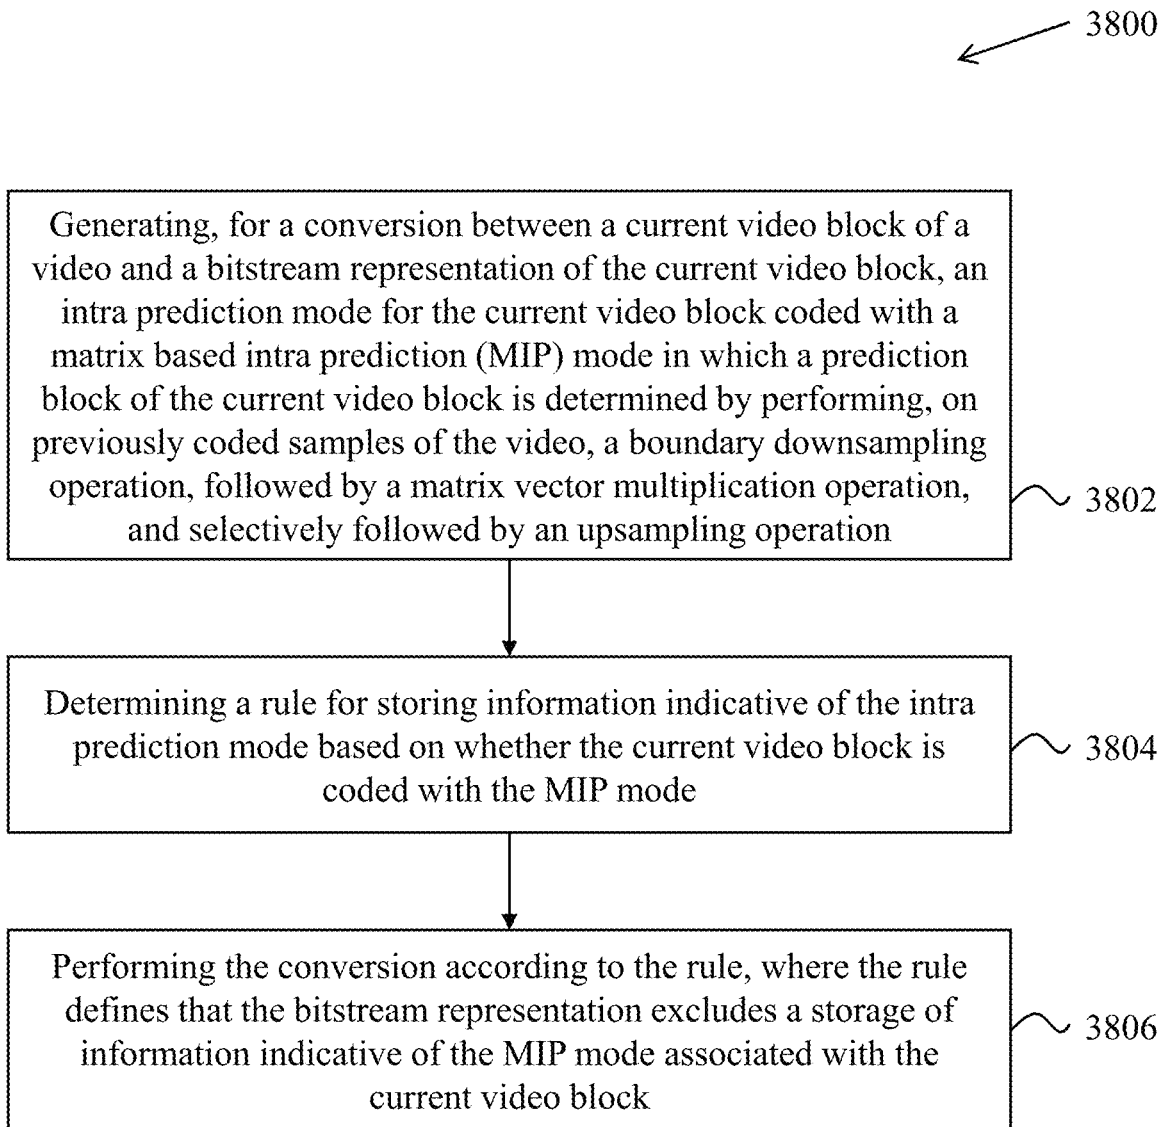 3800
Generating, for a conversion between a current video block of a
video and a bitstream representation of the current video block, an
intra prediction mode for the current video block coded with a
matrix based intra prediction (MIP) mode in which a prediction
block of the current video block is determined by performing, on
previously coded samples of the video, a boundary downsampling
operation, followed by a matrix vector multiplication operation,
and selectively followed by an upsampling operation
3802
Determining a rule for storing information indicative of the intra
prediction mode based on whether the current video block is
coded with the MIP mode
3804
Performing the conversion according to the rule, where the rule
defines that the bitstream representation excludes a storage of
information indicative of the MIP mode associated with the
current video block
3806